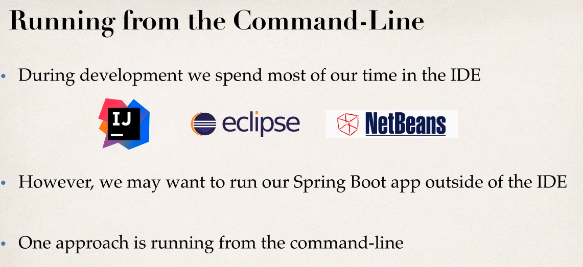 Running from the Command-Line
• During development we spend most of our time in the IDE
IJ eclipse NetBeans
• However, we may want to run our Spring Boot app outside of the IDE
• One approach is running from the command-line